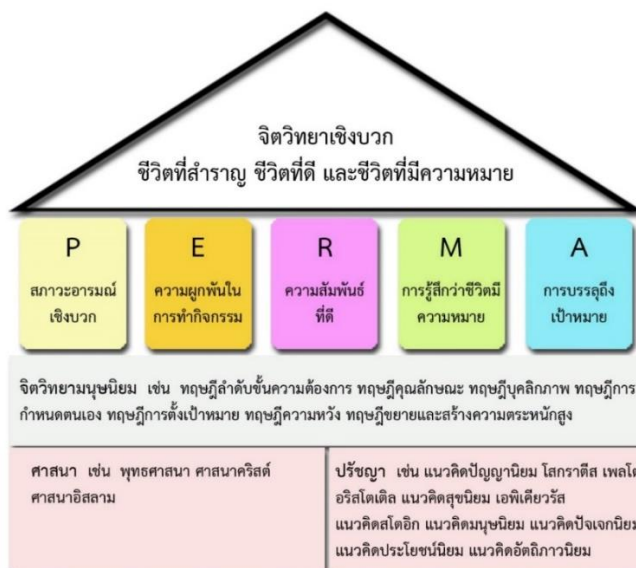 จิตวิทยาเชิงบวก
ชีวิตที่สำราญ ชีวิตที่ดี และชีวิตที่มีความหมาย
P
สภาวะอารมณ์
เชิงบวก
E
ความผูกพันใน
การทำกิจกรรม
R
ความสัมพันธ์
ที่ดี
M
การรู้สึกว่าชีวิตมี
ความหมาย
A
การบรรลุถึง
เป้าหมาย
จิตวิทยามนุษนิยม เช่น ทฤษฎีลำดับขั้นความต้องการ ทฤษฎีคุณลักษณะ ทฤษฎีบุคลิกภาพ ทฤษฎีการ
กำหนดตนเอง ทฤษฎีการตั้งเป้าหมาย ทฤษฎีความหวัง ทฤษฎีขยายและสร้างความตระหนักสูง
ศาสนา เช่น พุทธศาสนา ศาสนาคริสต์
ศาสนาอิสลาม
ปรัชญา เช่น แนวคิดปัญญานิยม โสกราตีส เพลโต
อริสโตเติล แนวคิดสุขนิยม เอพิเคียวรัส
แนวคิดสโตอิก แนวคิดมนุษนิยม แนวคิดปัจเจกนิยม
แนวคิดประโยชน์นิยม แนวคิดอัตถิภาวนิยม